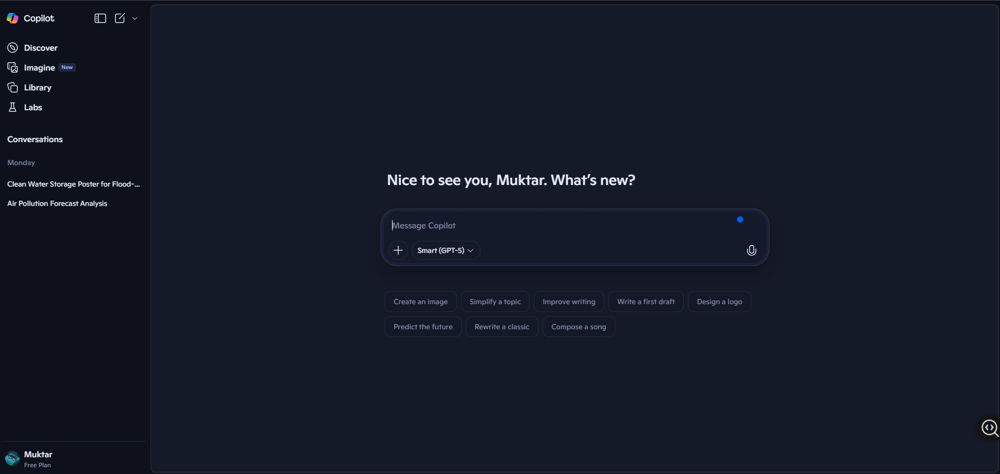 Copilot
Discover
Imagine New
Library
Labs
Conversations
Monday
Clean Water Storage Poster for Flood-...
Air Pollution Forecast Analysis
Muktar
Free Plan
Nice to see you, Muktar. What's new?
Message Copilot
Smart (GPT-5)
Create an image Simplify a topic Improve writing Write a first draft Design a logo
Predict the future Rewrite a classic Compose a song